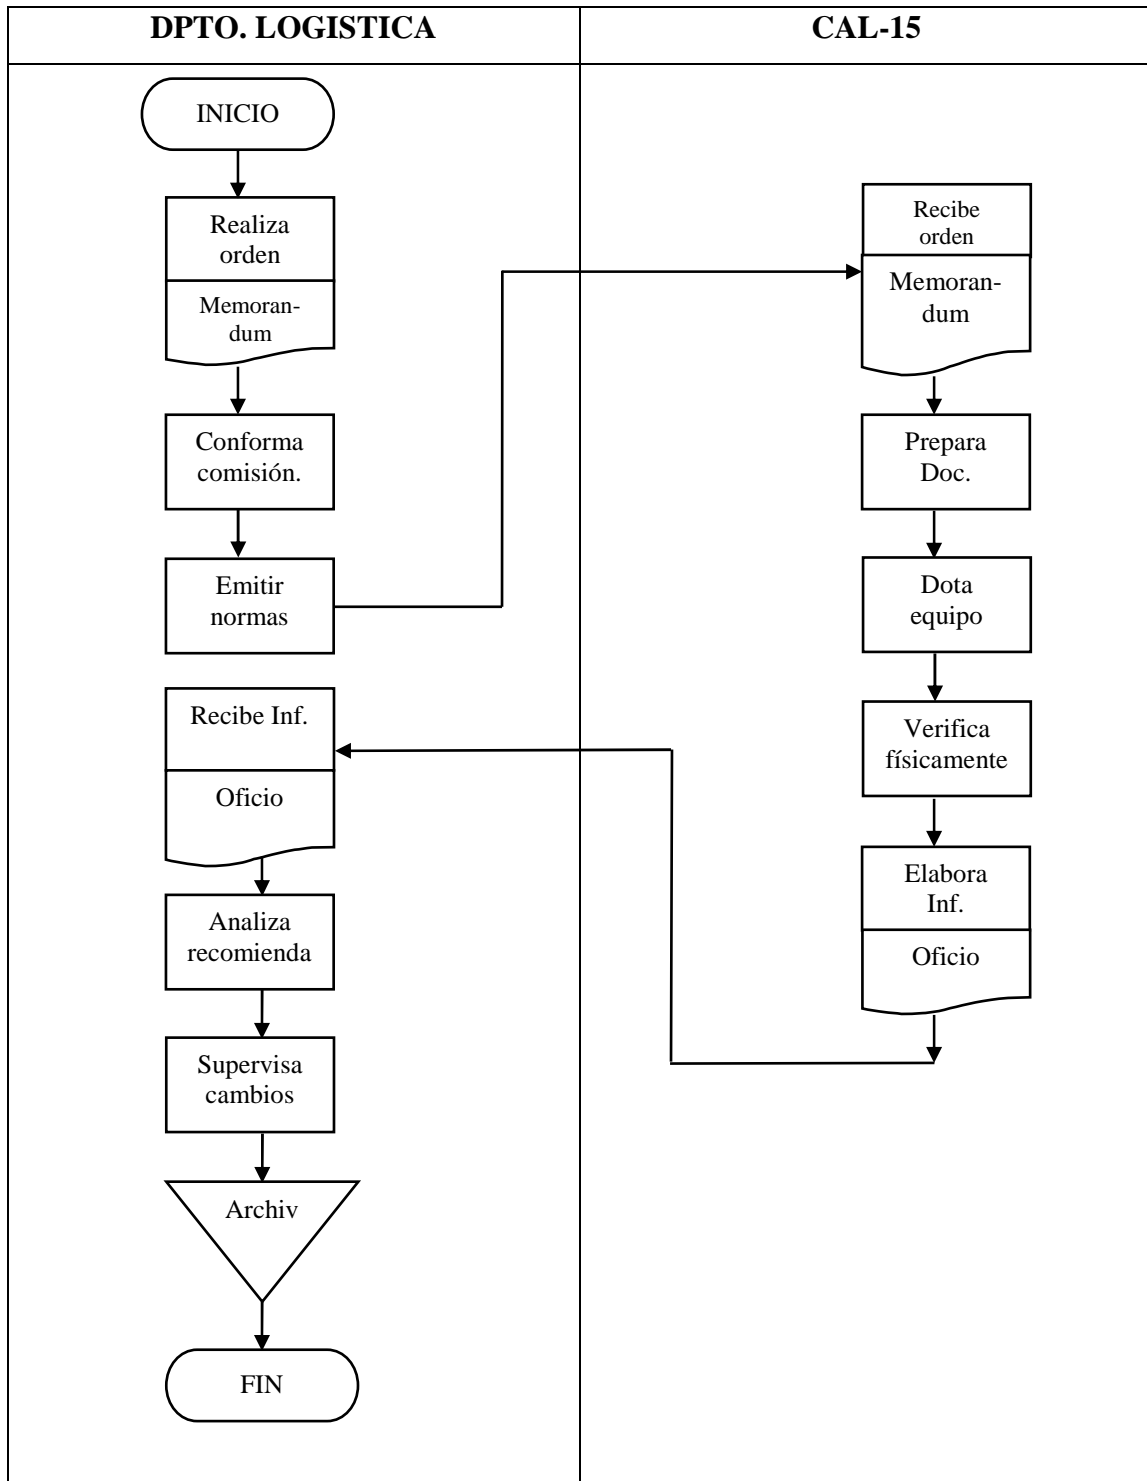 DPTO. LOGISTICA
CAL-15
INICIO
Realiza
orden
Memoran-
dum
Conforma
comisión.
Emitir
normas
Recibe
orden
Memoran-
dum
Prepara
Doc.
Dota
equipo
Verifica
físicamente
Elabora
Inf.
Oficio
Recibe Inf.
Oficio
Analiza
recomienda
Supervisa
cambios
Archiv
FIN